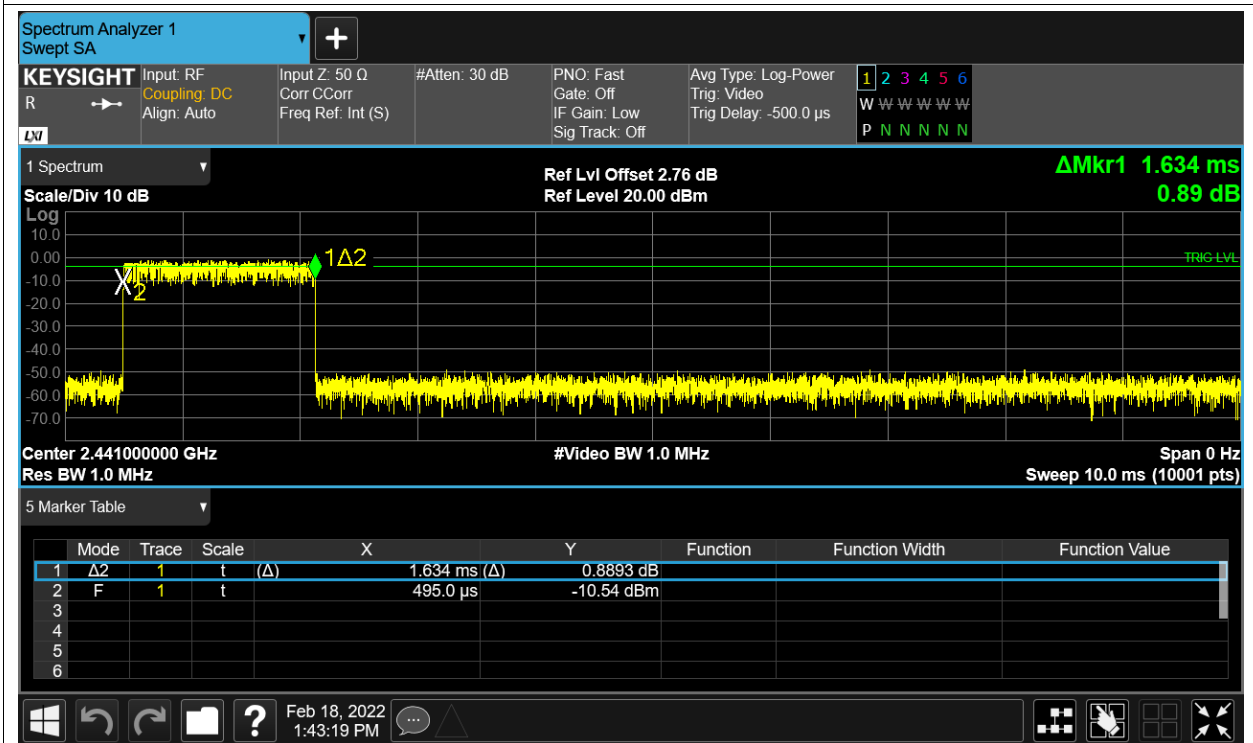 Spectrum Analyzer 1
Swept SA
KEYSIGHT
R
LXI
Input: RF
Coupling: DC
Align: Auto
Input Z: 50 Ω
Corr CCorr
Freq Ref: Int (S)
#Atten: 30 dB
PNO: Fast
Gate: Off
IF Gain: Low
Sig Track: Off
Avg Type: Log-Power
Trig: Video
Trig Delay: -500.0 µs
1 2 3 4 5 6
W W W W W W
P N N N N N
1 Spectrum
Scale/Div 10 dB
Ref Lvl Offset 2.76 dB
Ref Level 20.00 dBm
ΔMkr1 1.634 ms
0.89 dB
Log
10.0
0.00
-10.0
-20.0
-30.0
-40.0
-50.0
-60.0
-70.0
1Δ2
2
TRIG LVL
Center 2.441000000 GHz
Res BW 1.0 MHz
#Video BW 1.0 MHz
Span 0 Hz
Sweep 10.0 ms (10001 pts)
5 Marker Table
Mode Trace Scale X Y Function Function Width Function Value
1 Δ2 1 t (Δ) 1.634 ms (Δ) 0.8893 dB
2 F 1 t 495.0 µs -10.54 dBm
3
4
5
6
?
Feb 18, 2022
1:43:19 PM